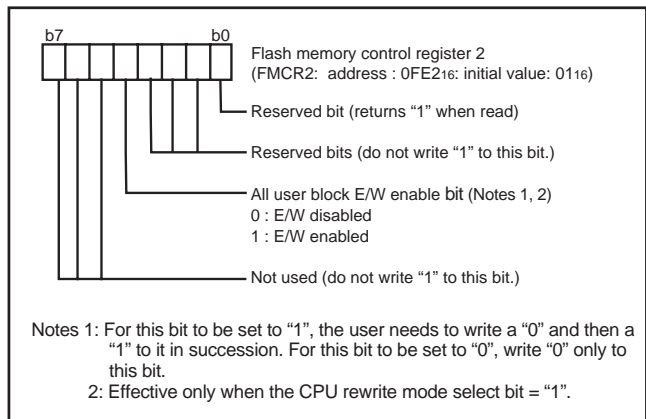 b7 b0
Flash memory control register 2
(FMCR2: address : 0FE216: initial value: 0116)
Reserved bit (returns “1” when read)
Reserved bits (do not write “1” to this bit.)
All user block E/W enable bit (Notes 1, 2)
0 : E/W disabled
1 : E/W enabled
Not used (do not write “1” to this bit.)
Notes 1: For this bit to be set to “1”, the user needs to write a “0” and then a
“1” to it in succession. For this bit to be set to “0”, write “0” only to
this bit.
2: Effective only when the CPU rewrite mode select bit = “1”.